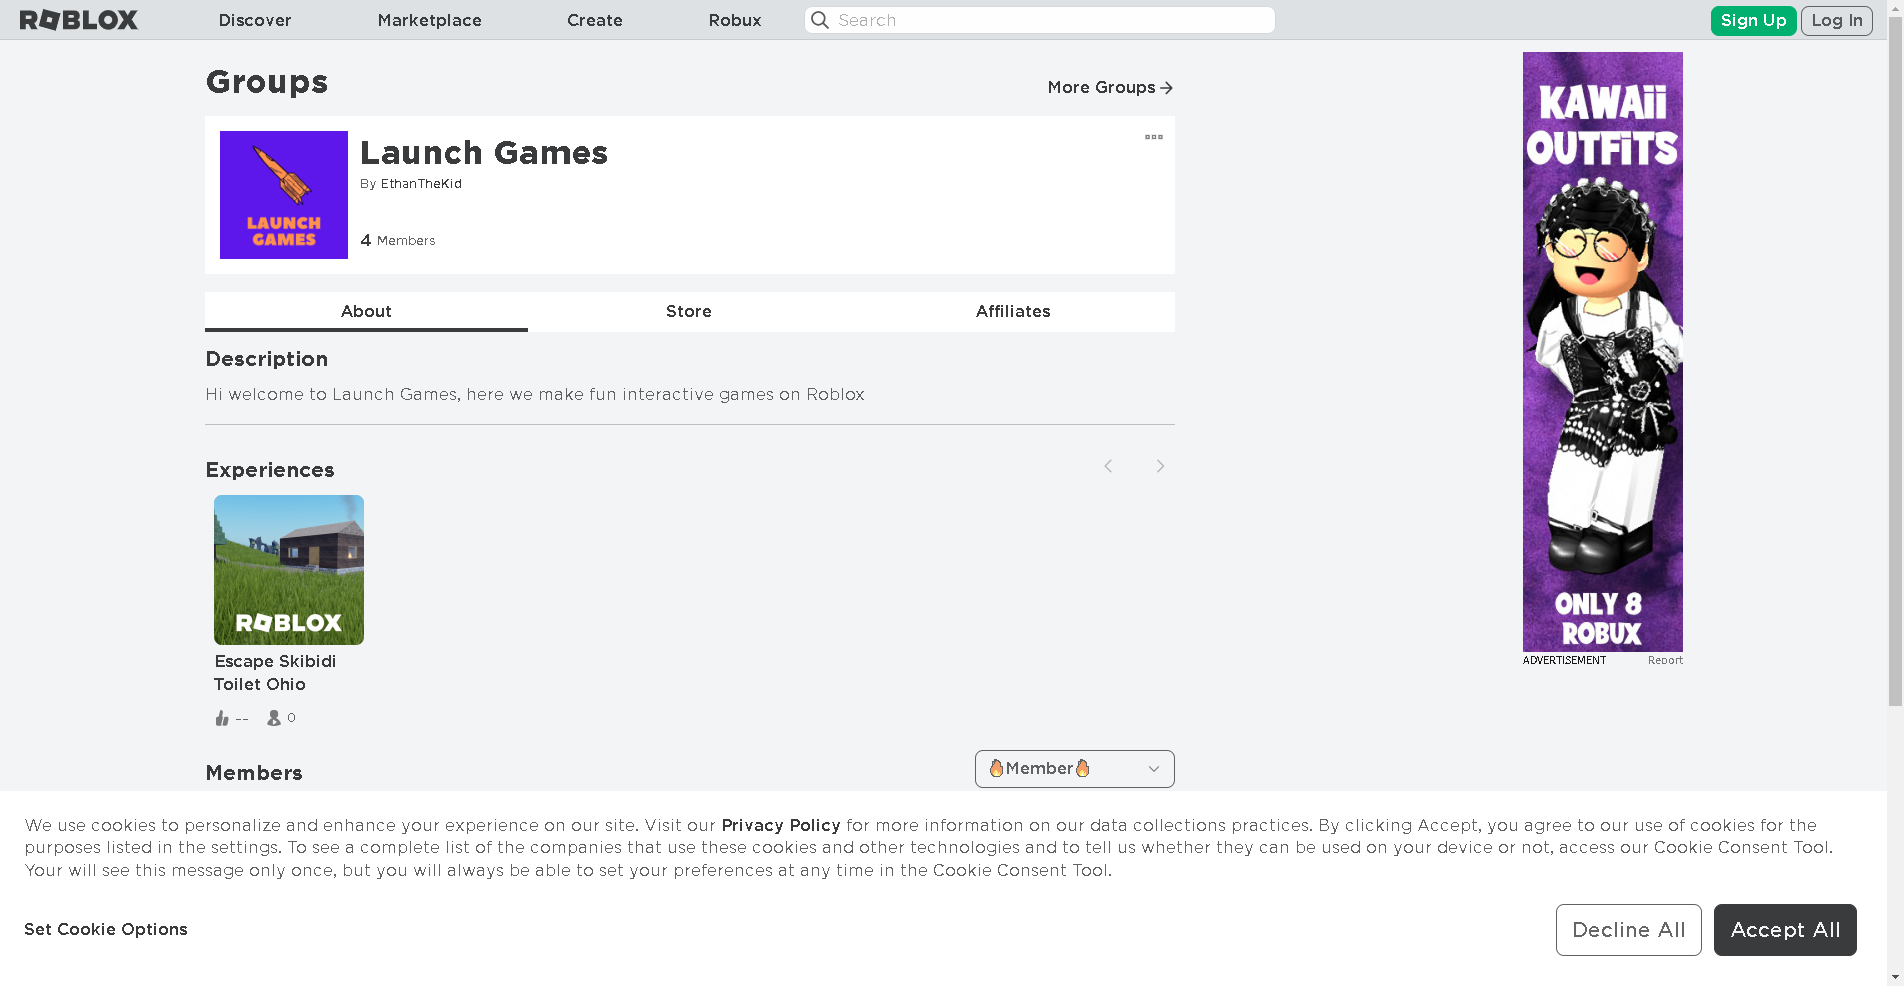 ROBLOX
Discover
Marketplace
Create
Robux
Search
Sign Up
Log In
Groups
More Groups
LAUNCH
GAMES
Launch Games
By EthanTheKid
4 Members
About
Store
Affiliates
Description
Hi welcome to Launch Games, here we make fun interactive games on Roblox
Experiences
ROBLOX
Escape Skibidi
Toilet Ohio
--
0
Members
🔥Member🔥
KAWAii
OUTFiTS
ONLY 8
ROBUX
ADVERTISEMENT
Report
We use cookies to personalize and enhance your experience on our site. Visit our Privacy Policy for more information on our data collections practices. By clicking Accept, you agree to our use of cookies for the
purposes listed in the settings. To see a complete list of the companies that use these cookies and other technologies and to tell us whether they can be used on your device or not, access our Cookie Consent Tool.
Your will see this message only once, but you will always be able to set your preferences at any time in the Cookie Consent Tool.
Set Cookie Options
Decline All
Accept All